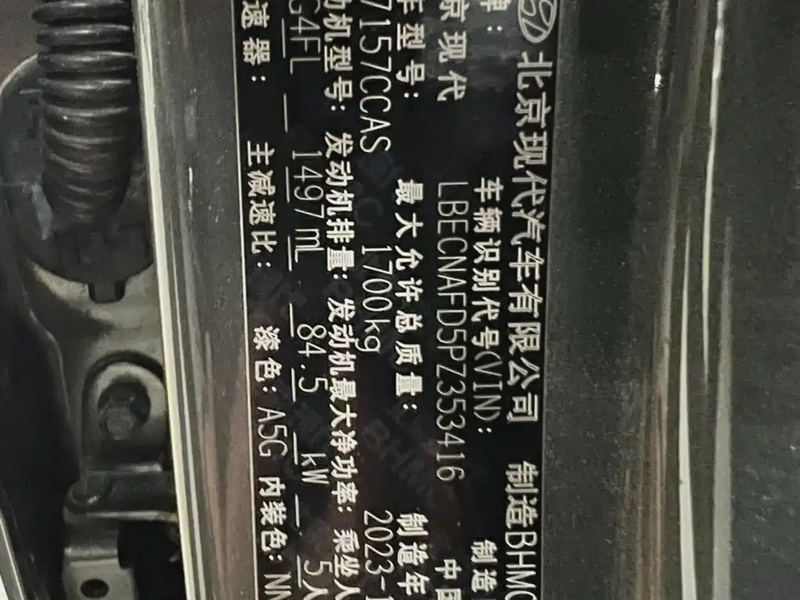 北京现代汽车有限公司 制造BHMC
牌: 车辆识别代号(VIN): 制造
京现代 LBECNAFD5PZ353416 中国
车型号: 最大允许总质量: 制造年
7157CCAS 1700kg 2023-1
动机型号: 发动机排量: 发动机最大净功率: 乘坐人
G4FL 1497mL 84.5 kW 5人
速器: 主减速比: 漆色: A5G 内装色: NN